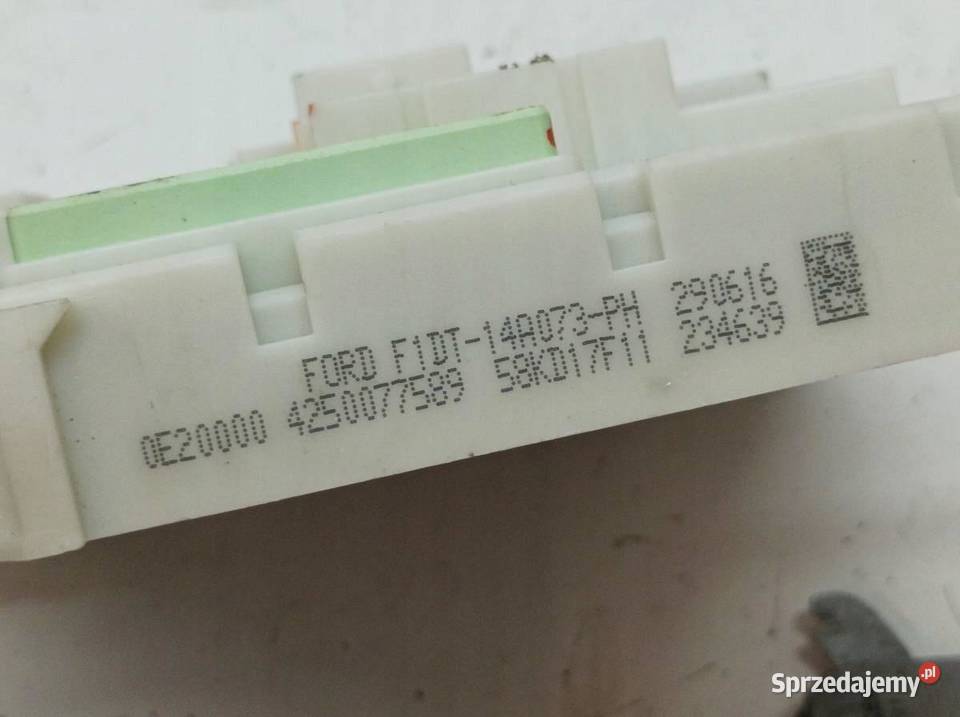 FORD F1DT-14A073-PH 290616
0E20000 4250077589 58KD17F11 234639
Sprzedajemy.pl